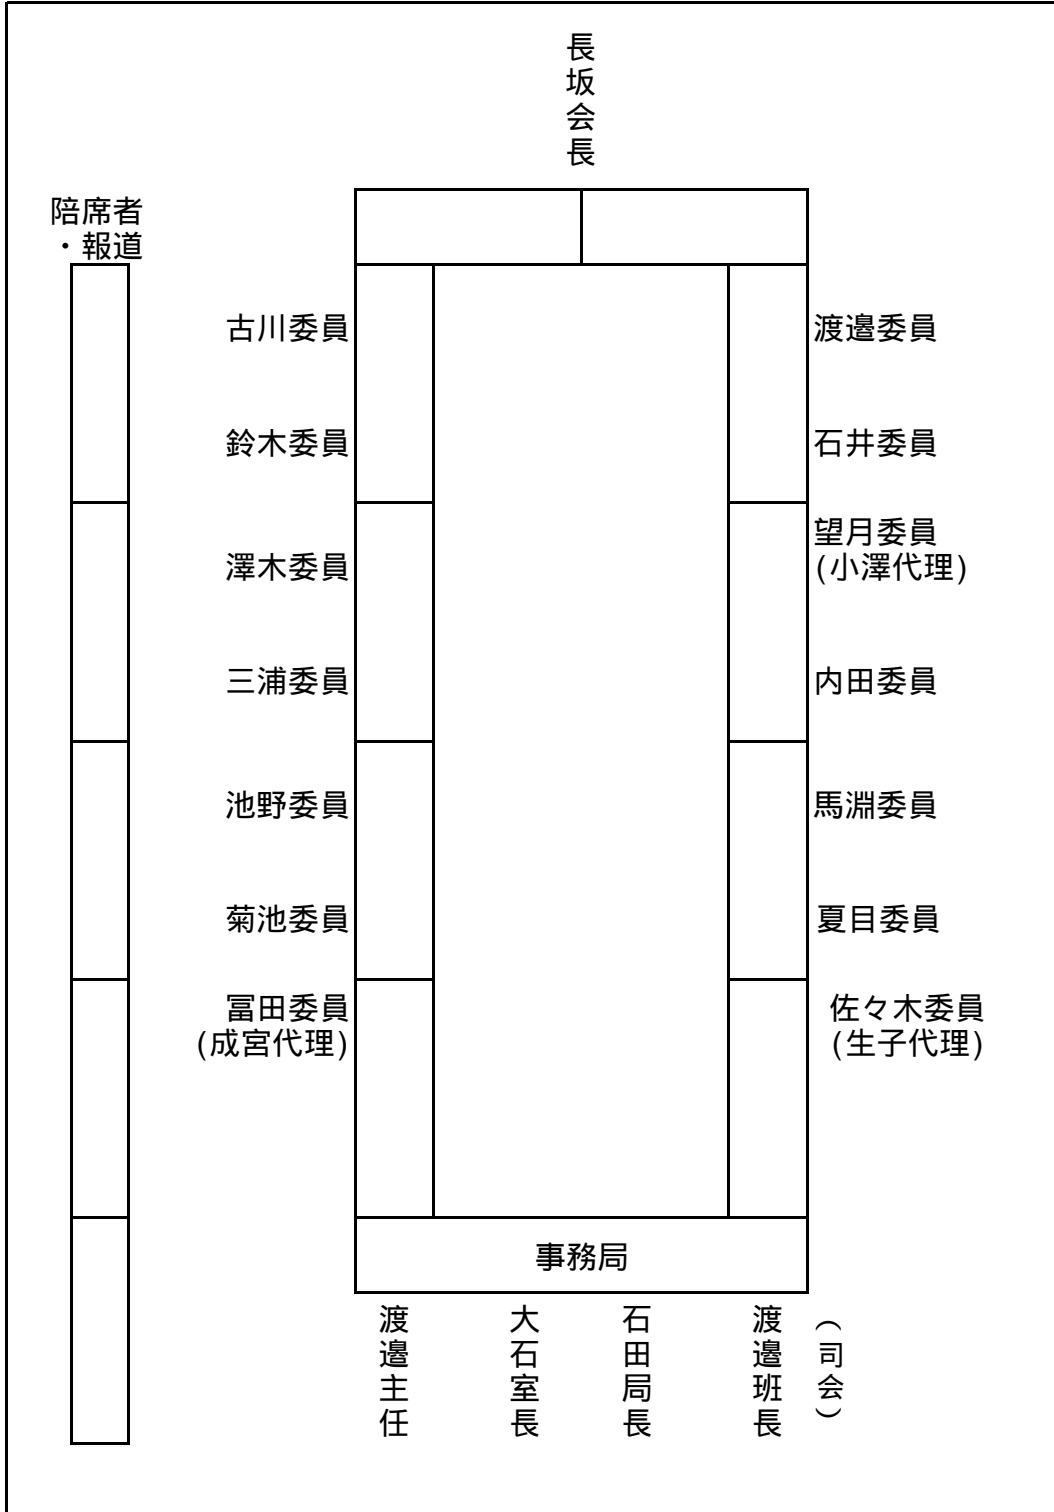 長坂会長
陪席者
・報道
古川委員
渡邉委員
鈴木委員
石井委員
澤木委員
望月委員
(小澤代理)
三浦委員
内田委員
池野委員
馬淵委員
菊池委員
夏目委員
冨田委員
(成宮代理)
佐々木委員
(生子代理)
事務局
渡邉主任
大石室長
石田局長
渡邉班長
(司会)